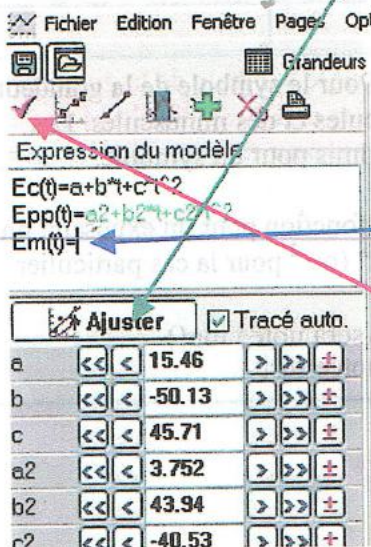 Fichier Edition Fenêtre Pages Op
Grandeurs
Expression du modèle
Ec(t)=a+b*t+c*t^2
Epp(t)=a2+b2*t+c2*t^2
Em(t)=
Ajuster Tracé auto.
a << < 15.46 > >> ±
b << < -50.13 > >> ±
c << < 45.71 > >> ±
a2 << < 3.752 > >> ±
b2 << < 43.94 > >> ±
c2 << < -40.53 > >> ±